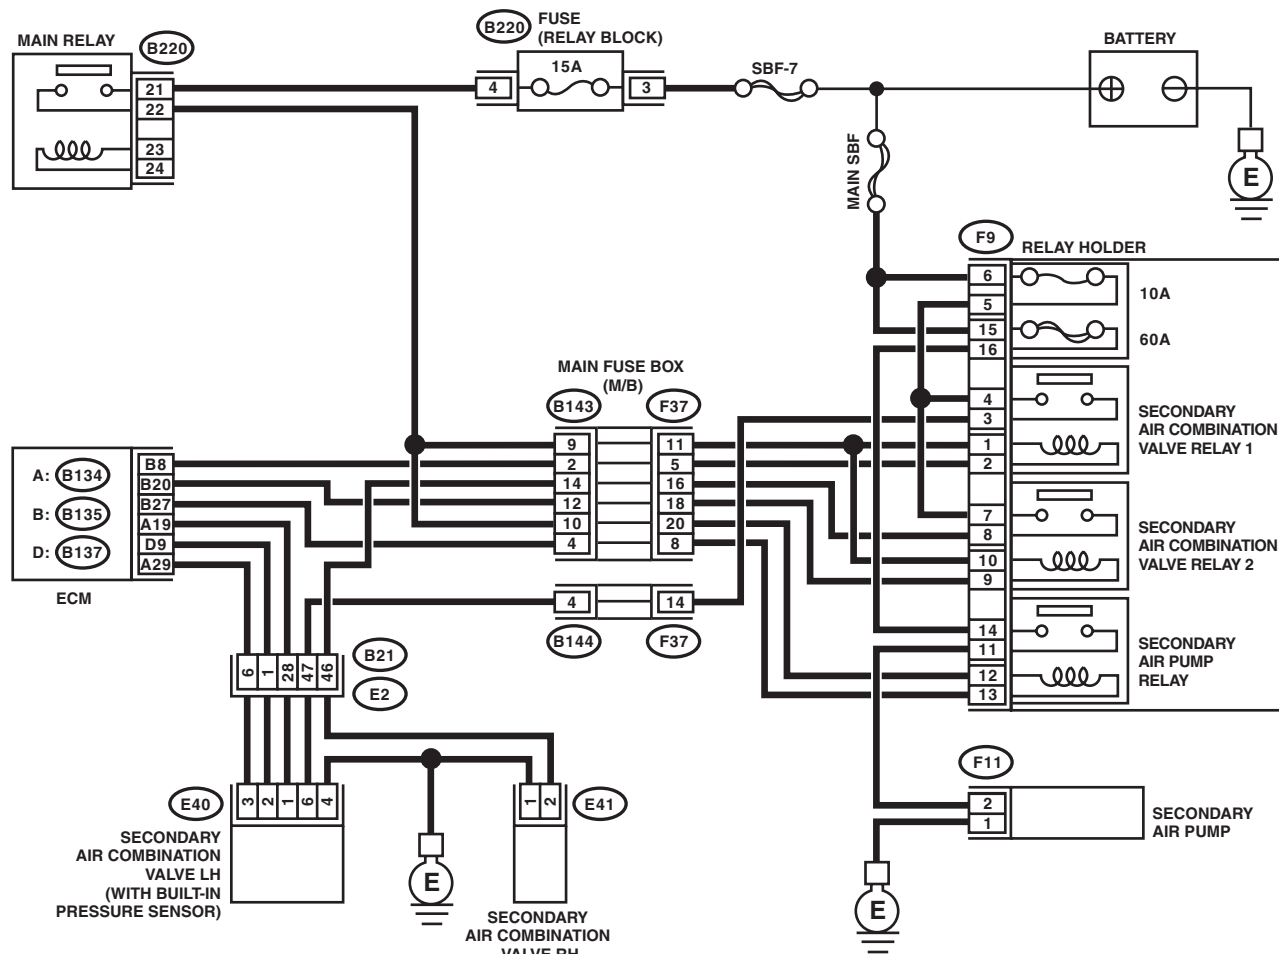 MAIN RELAY
B220
21
22
23
24
B220
FUSE
(RELAY BLOCK)
15A
4
3
SBF-7
BATTERY
E
MAIN SBF
F9
RELAY HOLDER
6
5
15
16
10A
60A
4
3
1
2
SECONDARY
AIR COMBINATION
VALVE RELAY 1
7
8
10
9
SECONDARY
AIR COMBINATION
VALVE RELAY 2
14
11
12
13
SECONDARY
AIR PUMP
RELAY
MAIN FUSE BOX
(M/B)
B143
F37
9
2
14
12
10
4
11
5
16
18
20
8
4
14
B144
F37
A: B134
B: B135
D: B137
B8
B20
B27
A19
D9
A29
ECM
6
1
28
47
46
B21
E2
E40
3
2
1
6
4
SECONDARY
AIR COMBINATION
VALVE LH
(WITH BUILT-IN
PRESSURE SENSOR)
E
1
2
E41
SECONDARY
AIR COMBINATION
VALVE RH
F11
2
1
SECONDARY
AIR PUMP
E